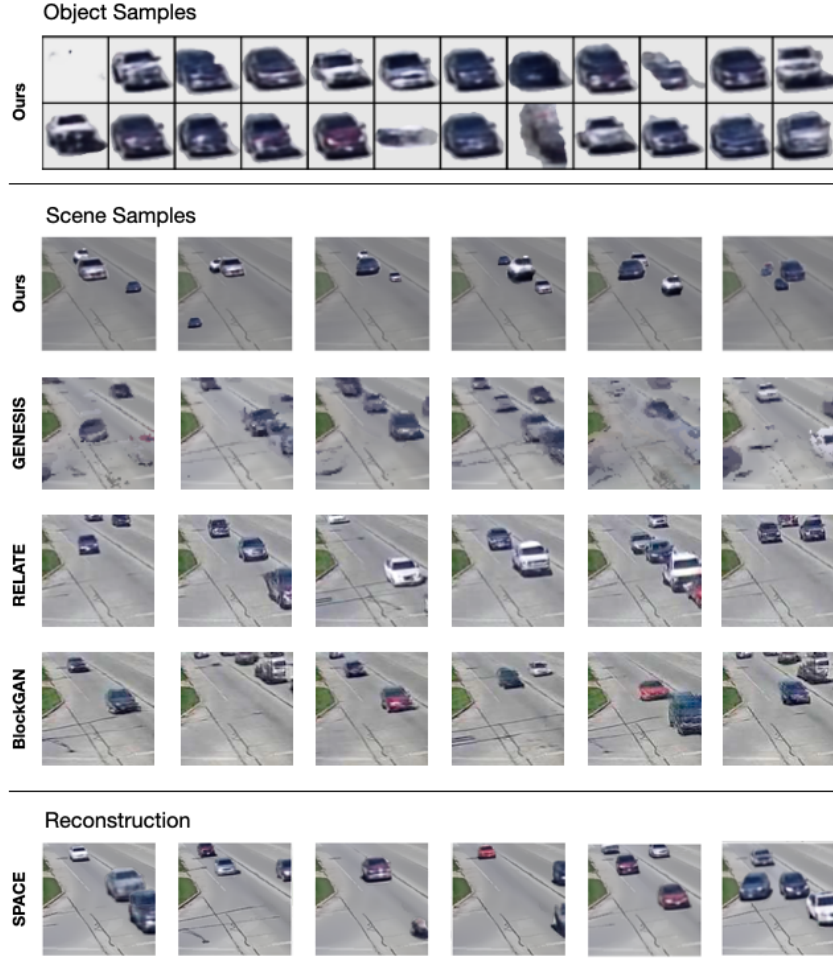 Object Samples
Ours
Scene Samples
Ours
GENESIS
RELATE
BlockGAN
Reconstruction
SPACE